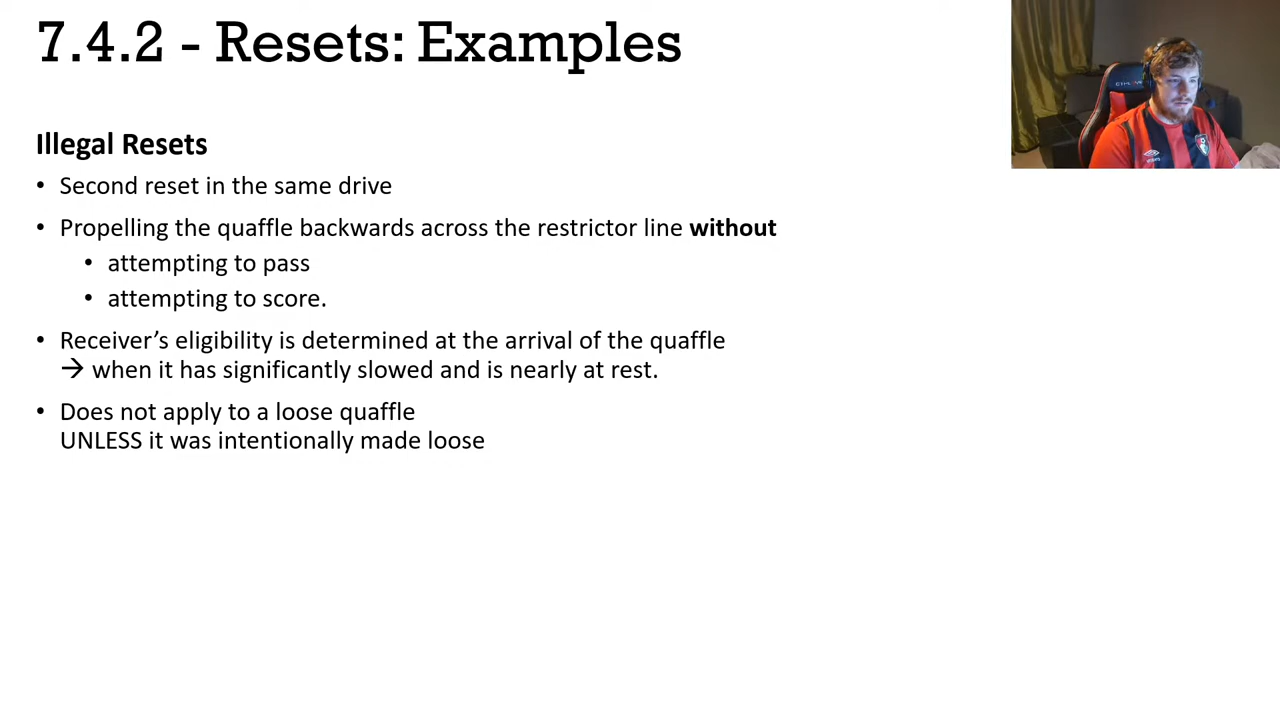 7.4.2 - Resets: Examples
Illegal Resets
• Second reset in the same drive
• Propelling the quaffle backwards across the restrictor line without
• attempting to pass
• attempting to score.
• Receiver’s eligibility is determined at the arrival of the quaffle
→ when it has significantly slowed and is nearly at rest.
• Does not apply to a loose quaffle
UNLESS it was intentionally made loose